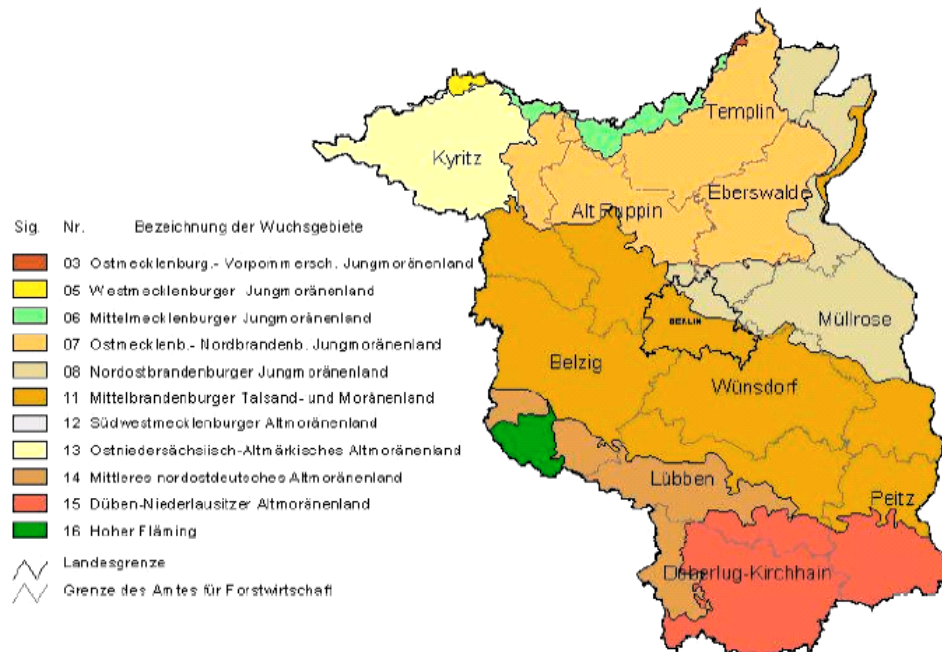 Templin
Kyritz
Eberswalde
Alt Ruppin
Sig. Nr. Bezeichnung der Wuchsgebiete
03 Ostmecklenburg.- Vorpommersch. Jungmoränenland
05 Westmecklenburger Jungmoränenland
06 Mittelmecklenburger Jungmoränenland
07 Ostmecklenb.- Nordbrandenb. Jungmoränenland
08 Nordostbrandenburger Jungmoränenland
11 Mittelbrandenburger Talsand- und Moränenland
12 Südwestmecklenburger Altmoränenland
13 Ostniedersächsiisch-Altmärkisches Altmoränenland
14 Mittleres nordostdeutsches Altmoränenland
15 Düben-Niederlausitzer Altmoränenland
16 Hoher Fläming
Landesgrenze
Grenze des Amtes für Forstwirtschaft
Müllrose
BERLIN
Belzig
Wünsdorf
Lübben
Peitz
Doberlug-Kirchhain